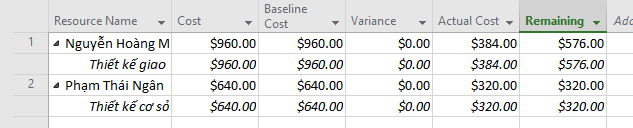 Resource Name Cost Baseline Cost Variance Actual Cost Remaining Add
1 Nguyễn Hoàng M $960.00 $960.00 $0.00 $384.00 $576.00
Thiết kế giao $960.00 $960.00 $0.00 $384.00 $576.00
2 Phạm Thái Ngân $640.00 $640.00 $0.00 $320.00 $320.00
Thiết kế cơ sở $640.00 $640.00 $0.00 $320.00 $320.00